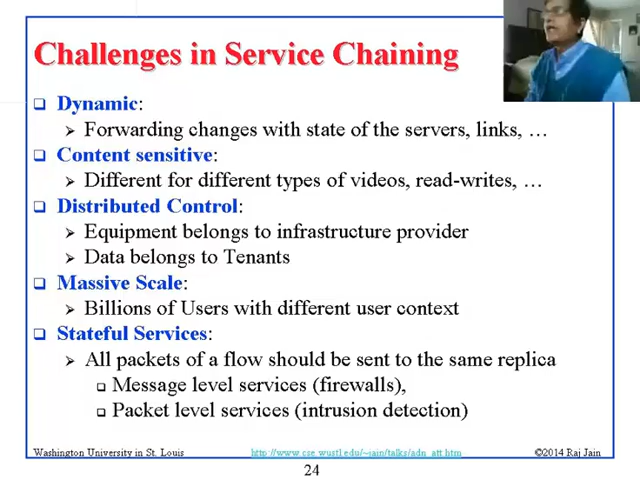 Challenges in Service Chaining
Dynamic:
Forwarding changes with state of the servers, links, …
Content sensitive:
Different for different types of videos, read-writes, …
Distributed Control:
Equipment belongs to infrastructure provider
Data belongs to Tenants
Massive Scale:
Billions of Users with different user context
Stateful Services:
All packets of a flow should be sent to the same replica
Message level services (firewalls),
Packet level services (intrusion detection)
Washington University in St. Louis
http://www.cse.wustl.edu/~jain/talks/adn_att.htm
©2014 Raj Jain
24